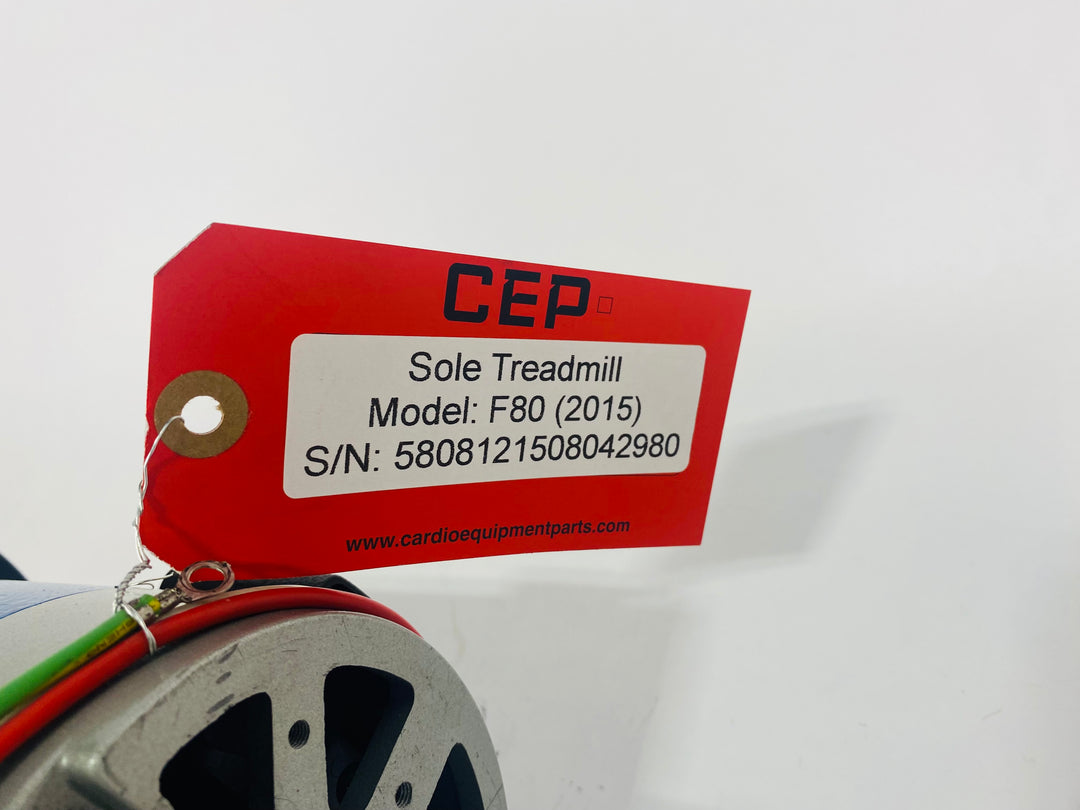 CEP
Sole Treadmill
Model: F80 (2015)
S/N: 5808121508042980
www.cardioequipmentparts.com